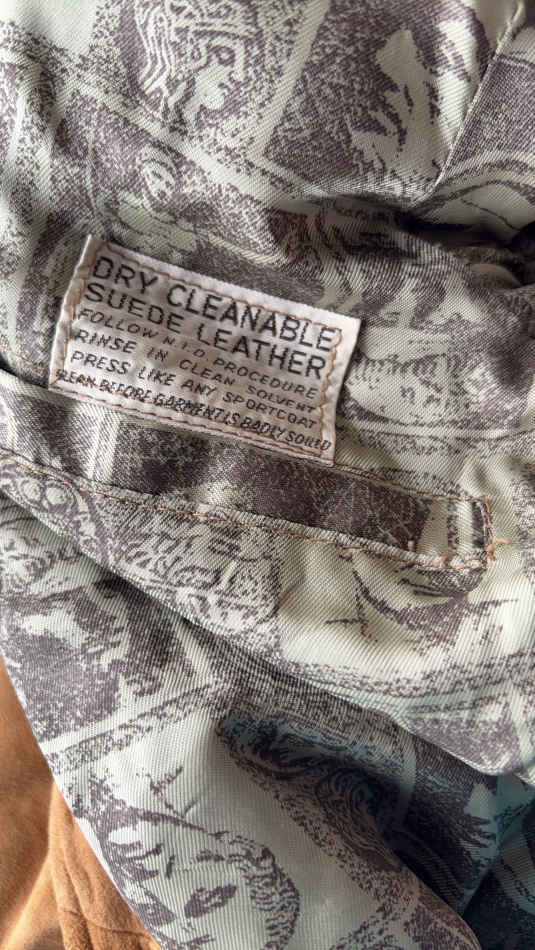 DRY CLEANABLE
SUEDE LEATHER
FOLLOW N.I.D. PROCEDURE
RINSE IN CLEAN SOLVENT
PRESS LIKE ANY SPORTCOAT
CLEAN BEFORE GARMENT IS BADLY SOILED